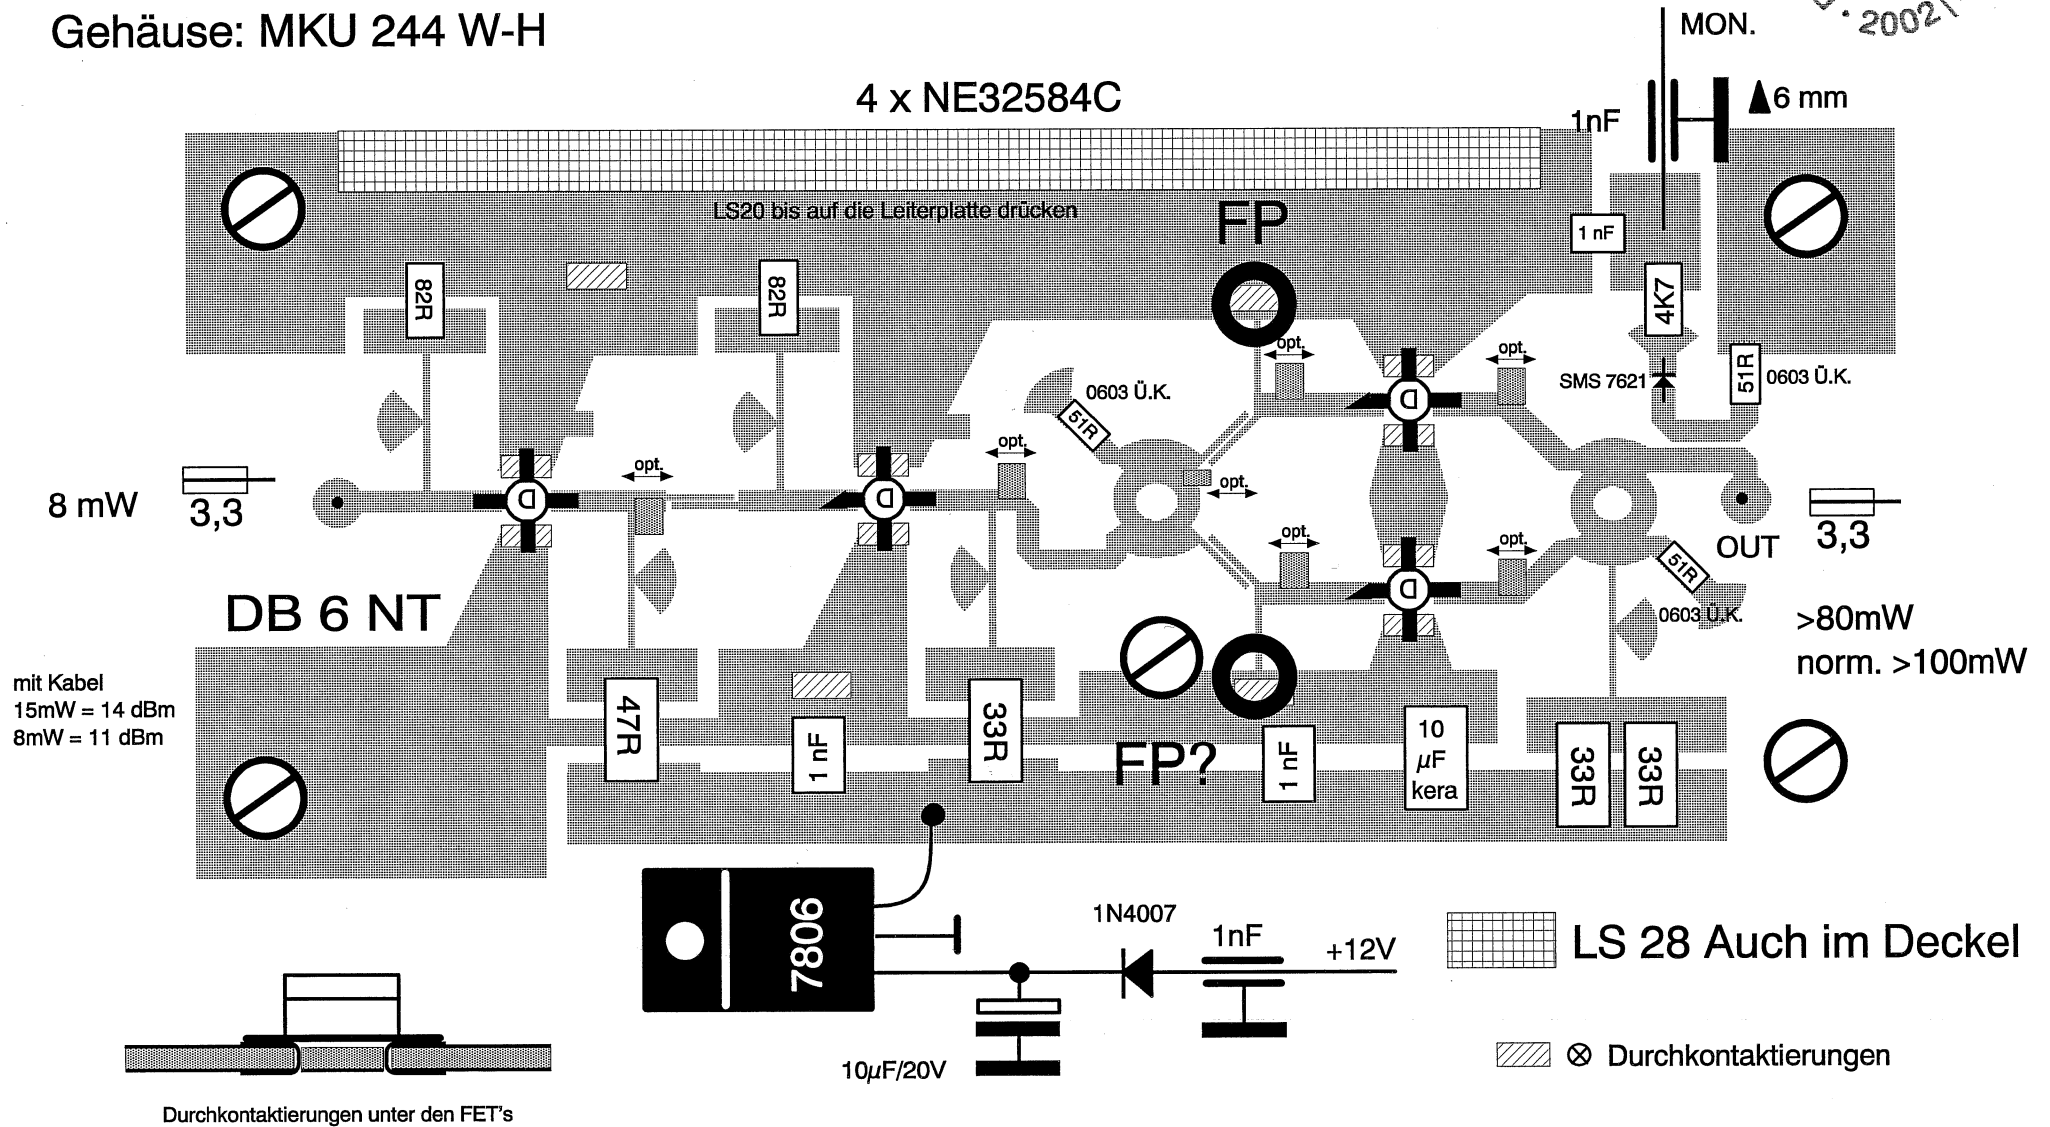 Gehäuse: MKU 244 W-H
2002
MON.
4 x NE32584C
1nF
6 mm
LS20 bis auf die Leiterplatte drücken
FP
1 nF
82R
82R
4K7
opt.
opt.
SMS 7621
51R
0603 Ü.K.
0603 Ü.K.
51R
D
opt.
opt.
opt.
8 mW
3,3
D
D
OUT
3,3
opt.
opt.
51R
D
0603 Ü.K.
DB 6 NT
>80mW
norm. >100mW
mit Kabel
15mW = 14 dBm
8mW = 11 dBm
47R
1 nF
33R
FP?
1 nF
10
µF
kera
33R
33R
7806
1N4007
1nF
+12V
10µF/20V
LS 28 Auch im Deckel
Durchkontaktierungen
Durchkontaktierungen unter den FET's